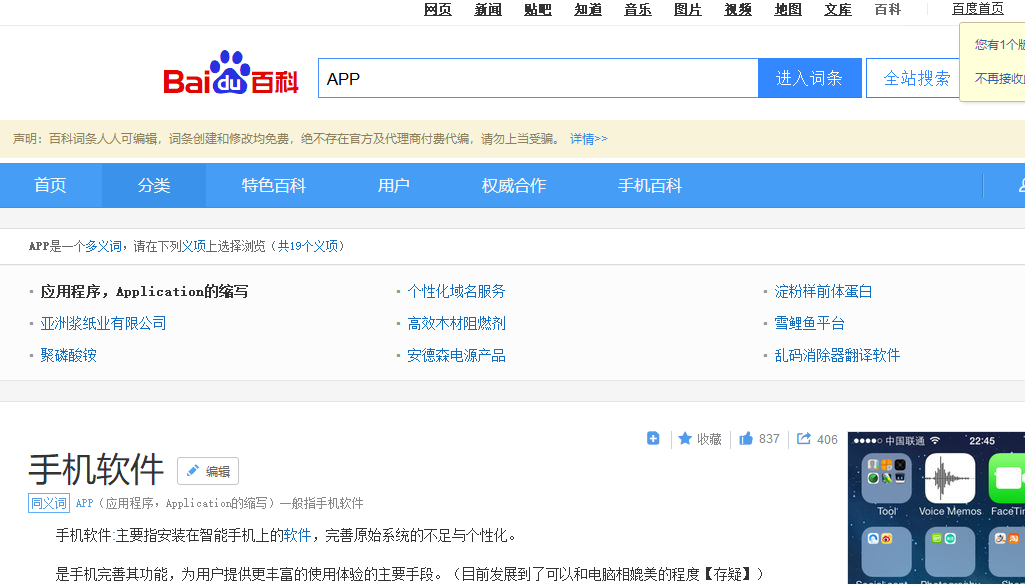 网页 新闻 贴吧 知道 音乐 图片 视频 地图 文库 百科 百度首页
您有1个
不再接收
Bai du 百科 APP 进入词条 全站搜索
声明：百科词条人人可编辑，词条创建和修改均免费，绝不存在官方及代理商付费代编，请勿上当受骗。 详情>>
首页 分类 特色百科 用户 权威合作 手机百科
APP是一个多义词，请在下列义项上选择浏览（共19个义项）
▪ 应用程序，Application的缩写 ▪ 个性化域名服务 ▪ 淀粉样前体蛋白
▪ 亚洲浆纸业有限公司 ▪ 高效木材阻燃剂 ▪ 雪鲤鱼平台
▪ 聚磷酸铵 ▪ 安德森电源产品 ▪ 乱码消除器翻译软件
收藏 837 406
中国联通 22:45
手机软件 编辑
Tool' Voice Memos FaceTi
同义词 APP（应用程序，Application的缩写）一般指手机软件
手机软件:主要指安装在智能手机上的软件，完善原始系统的不足与个性化。
是手机完善其功能，为用户提供更丰富的使用体验的主要手段。（目前发展到了可以和电脑相媲美的程度【存疑】）